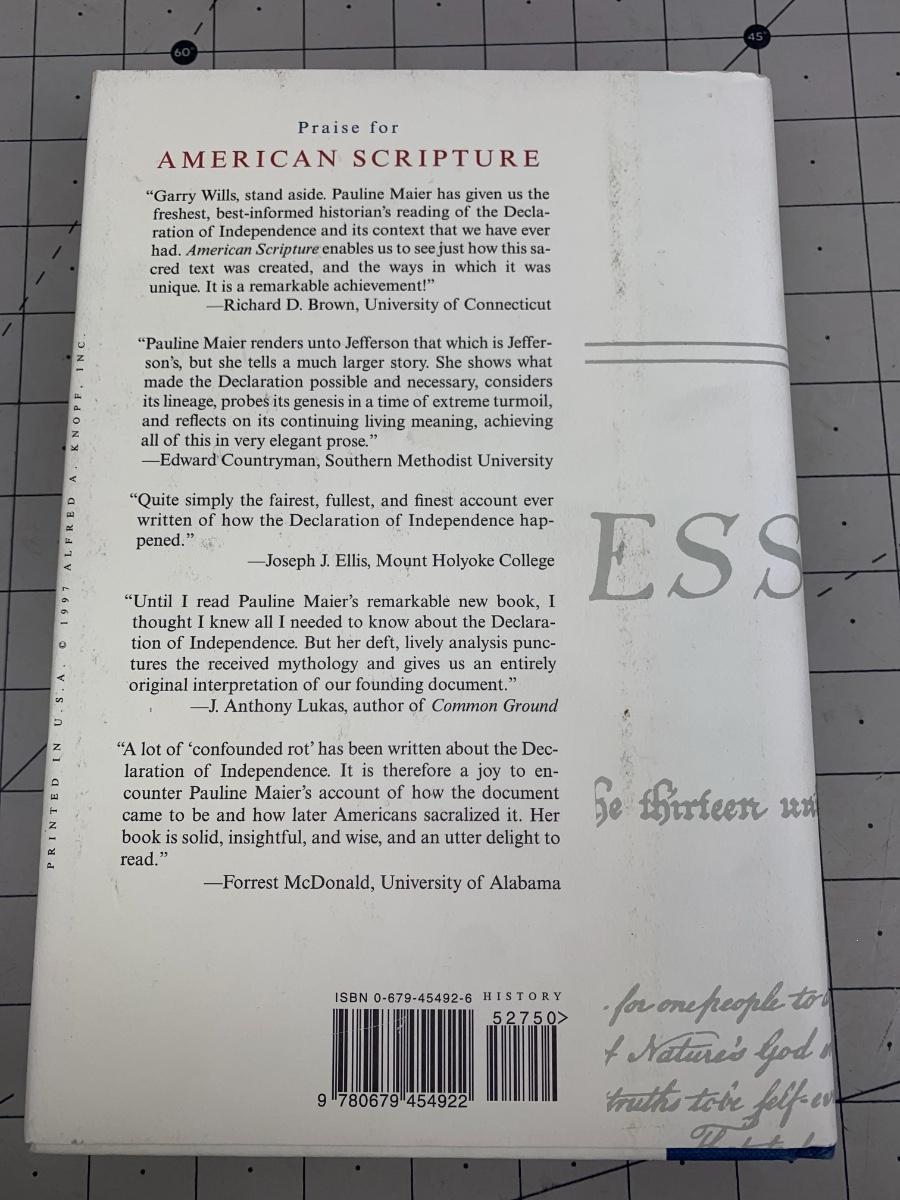 60°
45°
Praise for
AMERICAN SCRIPTURE
“Garry Wills, stand aside. Pauline Maier has given us the
freshest, best-informed historian’s reading of the Decla-
ration of Independence and its context that we have ever
had. American Scripture enables us to see just how this sa-
cred text was created, and the ways in which it was
unique. It is a remarkable achievement!”
—Richard D. Brown, University of Connecticut
“Pauline Maier renders unto Jefferson that which is Jeffer-
son’s, but she tells a much larger story. She shows what
made the Declaration possible and necessary, considers
its lineage, probes its genesis in a time of extreme turmoil,
and reflects on its continuing living meaning, achieving
all of this in very elegant prose.”
—Edward Countryman, Southern Methodist University
“Quite simply the fairest, fullest, and finest account ever
written of how the Declaration of Independence hap-
pened.”
—Joseph J. Ellis, Mount Holyoke College
“Until I read Pauline Maier’s remarkable new book, I
thought I knew all I needed to know about the Declara-
tion of Independence. But her deft, lively analysis punc-
tures the received mythology and gives us an entirely
original interpretation of our founding document.”
—J. Anthony Lukas, author of Common Ground
“A lot of ‘confounded rot’ has been written about the Dec-
laration of Independence. It is therefore a joy to en-
counter Pauline Maier’s account of how the document
came to be and how later Americans sacralized it. Her
book is solid, insightful, and wise, and an utter delight to
read.”
—Forrest McDonald, University of Alabama
ISBN 0-679-45492-6 HISTORY
52750>
9 780679 454922
PRINTED IN U.S.A. © 1997 ALFRED A. KNOPF, INC.
ESS
he thirteen un
for one people to
Nature's God
truths to be self-ev